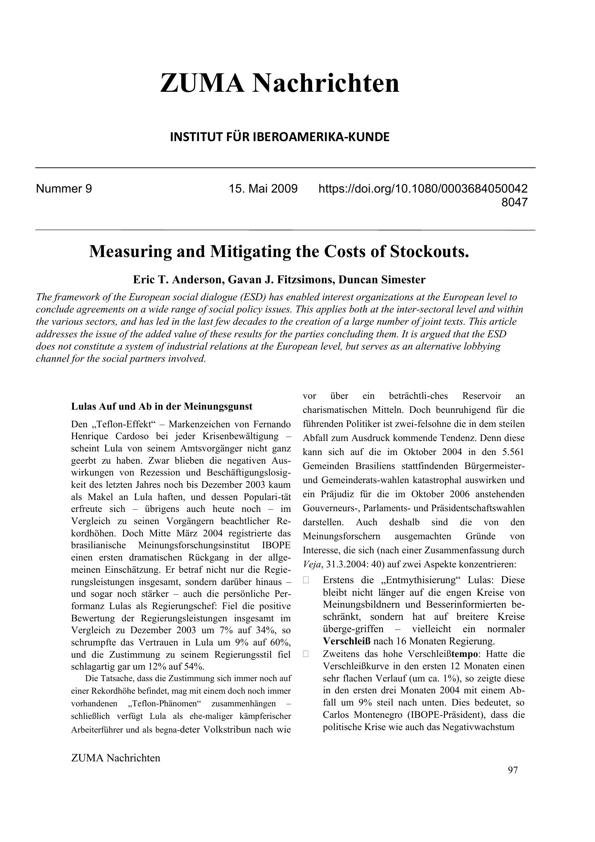 ZUMA Nachrichten
INSTITUT FÜR IBEROAMERIKA-KUNDE
Nummer 9 15. Mai 2009 https://doi.org/10.1080/0003684050042
8047
Measuring and Mitigating the Costs of Stockouts.
Eric T. Anderson, Gavan J. Fitzsimons, Duncan Simester
The framework of the European social dialogue (ESD) has enabled interest organizations at the European level to
conclude agreements on a wide range of social policy issues. This applies both at the inter-sectoral level and within
the various sectors, and has led in the last few decades to the creation of a large number of joint texts. This article
addresses the issue of the added value of these results for the parties concluding them. It is argued that the ESD
does not constitute a system of industrial relations at the European level, but serves as an alternative lobbying
channel for the social partners involved.
Lulas Auf und Ab in der Meinungsgunst
Den „Teflon-Effekt“ – Markenzeichen von Fernando
Henrique Cardoso bei jeder Krisenbewältigung –
scheint Lula von seinem Amtsvorgänger nicht ganz
geerbt zu haben. Zwar blieben die negativen Aus-
wirkungen von Rezession und Beschäftigungslosig-
keit des letzten Jahres noch bis Dezember 2003 kaum
als Makel an Lula haften, und dessen Populari-tät
erfreute sich – übrigens auch heute noch – im
Vergleich zu seinen Vorgängern beachtlicher Re-
kordhöhen. Doch Mitte März 2004 registrierte das
brasilianische Meinungsforschungsinstitut IBOPE
einen ersten dramatischen Rückgang in der allge-
meinen Einschätzung. Er betraf nicht nur die Regie-
rungsleistungen insgesamt, sondern darüber hinaus –
und sogar noch stärker – auch die persönliche Per-
formanz Lulas als Regierungschef: Fiel die positive
Bewertung der Regierungsleistungen insgesamt im
Vergleich zu Dezember 2003 um 7% auf 34%, so
schrumpfte das Vertrauen in Lula um 9% auf 60%,
und die Zustimmung zu seinem Regierungsstil fiel
schlagartig gar um 12% auf 54%.
Die Tatsache, dass die Zustimmung sich immer noch auf
einer Rekordhöhe befindet, mag mit einem doch noch immer
vorhandenen „Teflon-Phänomen“ zusammenhängen –
schließlich verfügt Lula als ehe-maliger kämpferischer
Arbeiterführer und als begna-deter Volkstribun nach wie
vor über ein beträchtli-ches Reservoir an
charismatischen Mitteln. Doch beunruhigend für die
führenden Politiker ist zwei-felsohne die in dem steilen
Abfall zum Ausdruck kommende Tendenz. Denn diese
kann sich auf die im Oktober 2004 in den 5.561
Gemeinden Brasiliens stattfindenden Bürgermeister-
und Gemeinderats-wahlen katastrophal auswirken und
ein Präjudiz für die im Oktober 2006 anstehenden
Gouverneurs-, Parlaments- und Präsidentschaftswahlen
darstellen. Auch deshalb sind die von den
Meinungsforschern ausgemachten Gründe von
Interesse, die sich (nach einer Zusammenfassung durch
Veja, 31.3.2004: 40) auf zwei Aspekte konzentrieren:
Erstens die „Entmythisierung“ Lulas: Diese
bleibt nicht länger auf die engen Kreise von
Meinungsbildnern und Besserinformierten be-
schränkt, sondern hat auf breitere Kreise
überge-griffen – vielleicht ein normaler
Verschleiß nach 16 Monaten Regierung.
Zweitens das hohe Verschleißtempo: Hatte die
Verschleißkurve in den ersten 12 Monaten einen
sehr flachen Verlauf (um ca. 1%), so zeigte diese
in den ersten drei Monaten 2004 mit einem Ab-
fall um 9% steil nach unten. Dies bedeutet, so
Carlos Montenegro (IBOPE-Präsident), dass die
politische Krise wie auch das Negativwachstum
ZUMA Nachrichten
97